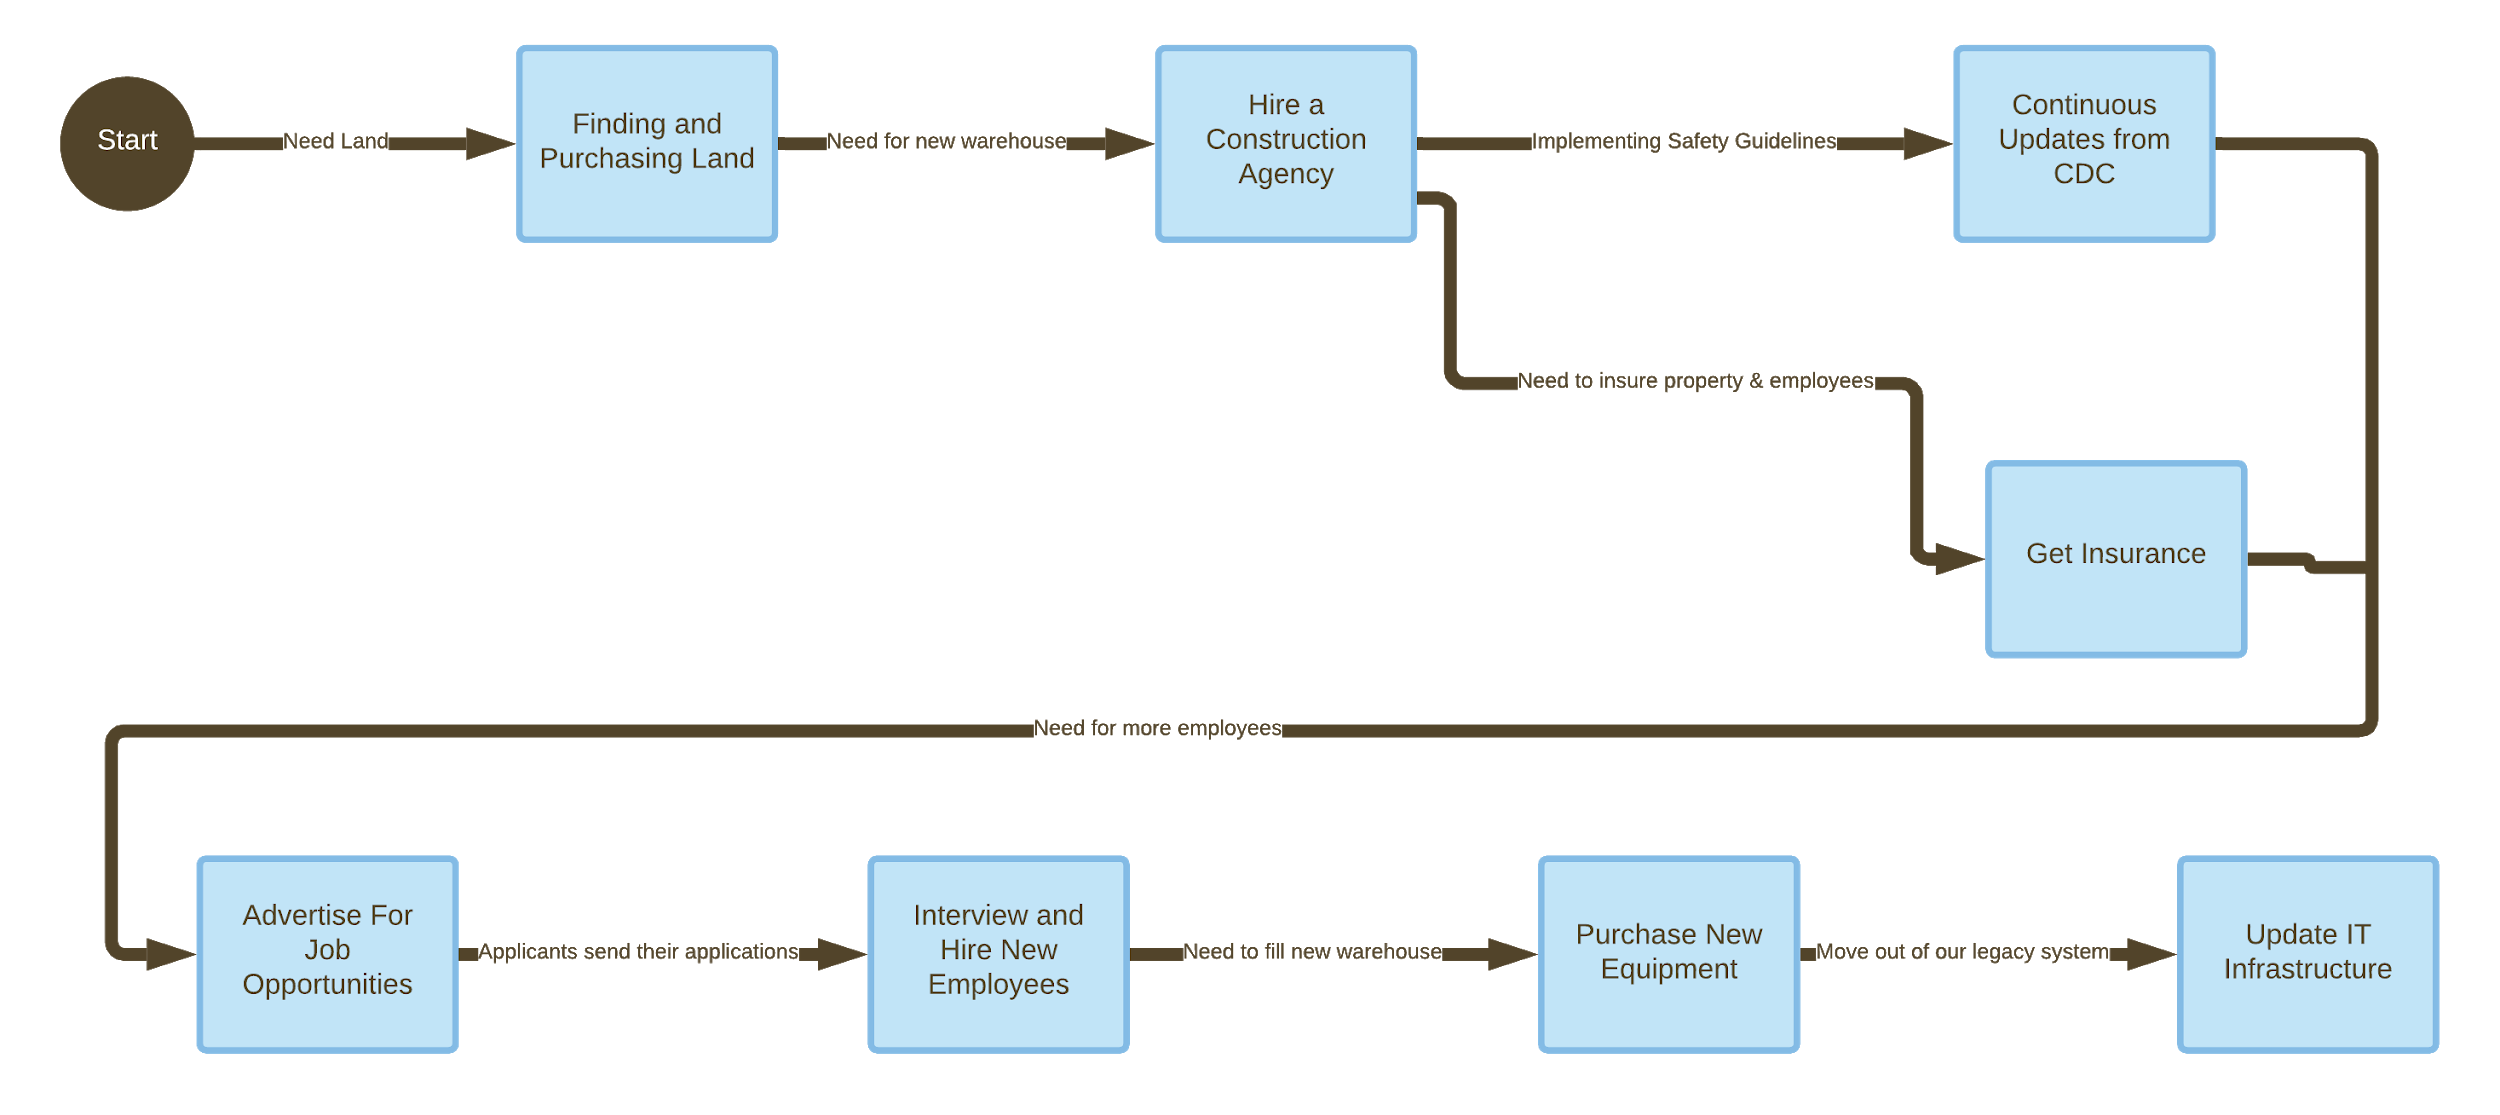 Start
Need Land
Finding and
Purchasing Land
Need for new warehouse
Hire a
Construction
Agency
Implementing Safety Guidelines
Continuous
Updates from
CDC
Need to insure property & employees
Get Insurance
Need for more employees
Advertise For
Job
Opportunities
Applicants send their applications
Interview and
Hire New
Employees
Need to fill new warehouse
Purchase New
Equipment
Move out of our legacy system
Update IT
Infrastructure